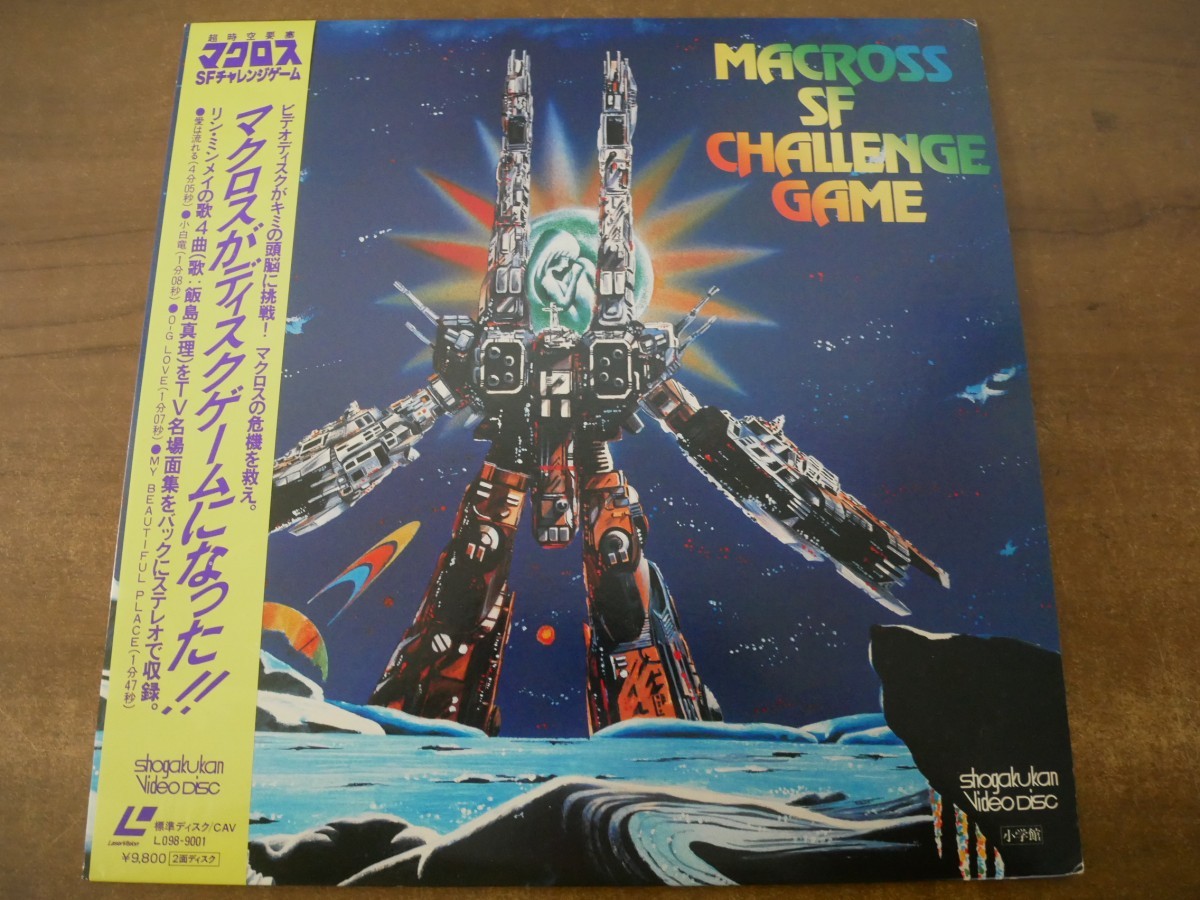 超時空要塞
マクロス
SFチャレンジゲーム
ビデオディスクがキミの頭脳に挑戦! マクロスの危機を救え。
マクロスがディスクゲームになった!!
リン・ミンメイの歌4曲(歌:飯島真理)をTV名場面集をバックにステレオで収録。
●愛は流れる(4分05秒)●小白竜(1分08秒)●0-G LOVE(1分07秒)●MY BEAUTIFUL PLACE(1分47秒)
shogakukan
Video Disc
LaserVision
標準ディスク/CAV
L098-9001
¥9,800 2面ディスク
MACROSS
SF
CHALLENGE
GAME
shogakukan
Video Disc
小学館